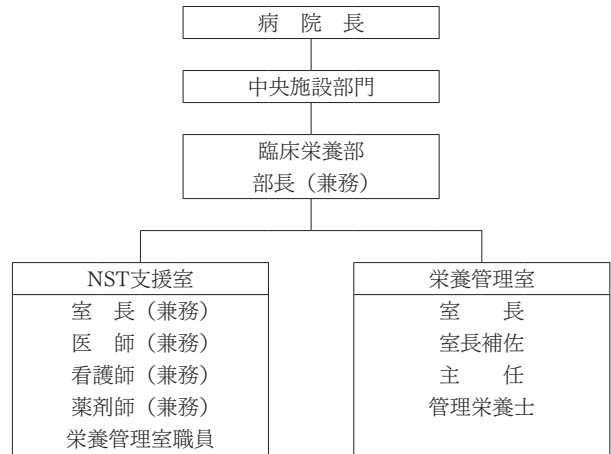 病　院　長
中央施設部門
臨床栄養部
部長（兼務）
NST支援室
室　長（兼務）
医　師（兼務）
看護師（兼務）
薬剤師（兼務）
栄養管理室職員
栄養管理室
室　　長
室長補佐
主　　任
管理栄養士